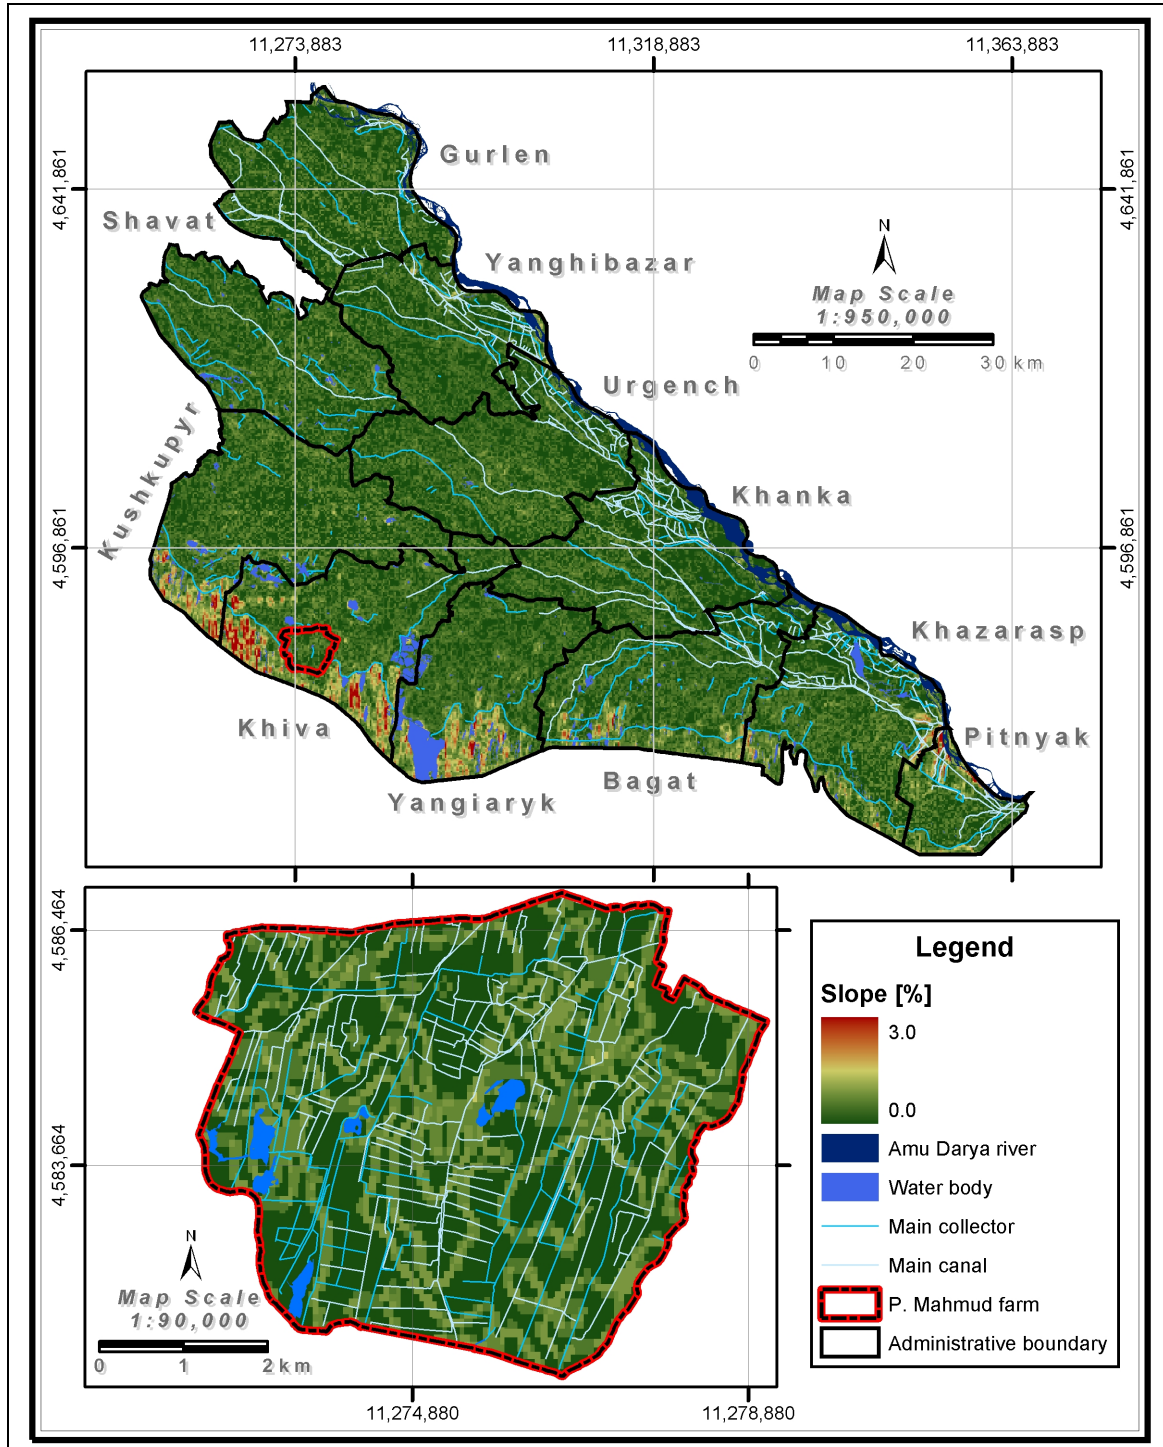 11,273,883 11,318,883 11,363,883
4,641,861 4,641,861
Gurlen
Shavat
Yanghibazar
N
Map Scale
1:950,000
0 10 20 30 km
Urgench
Kushkupyr
Khanka
4,596,861 4,596,861
Khazarasp
Khiva
Pitnyak
Bagat
Yangiaryk
4,586,464
Legend
Slope [%]
3.0
0.0
Amu Darya river
4,583,664
Water body
Main collector
N
Main canal
Map Scale
1:90,000
P. Mahmud farm
Administrative boundary
0 1 2 km
11,274,880 11,278,880